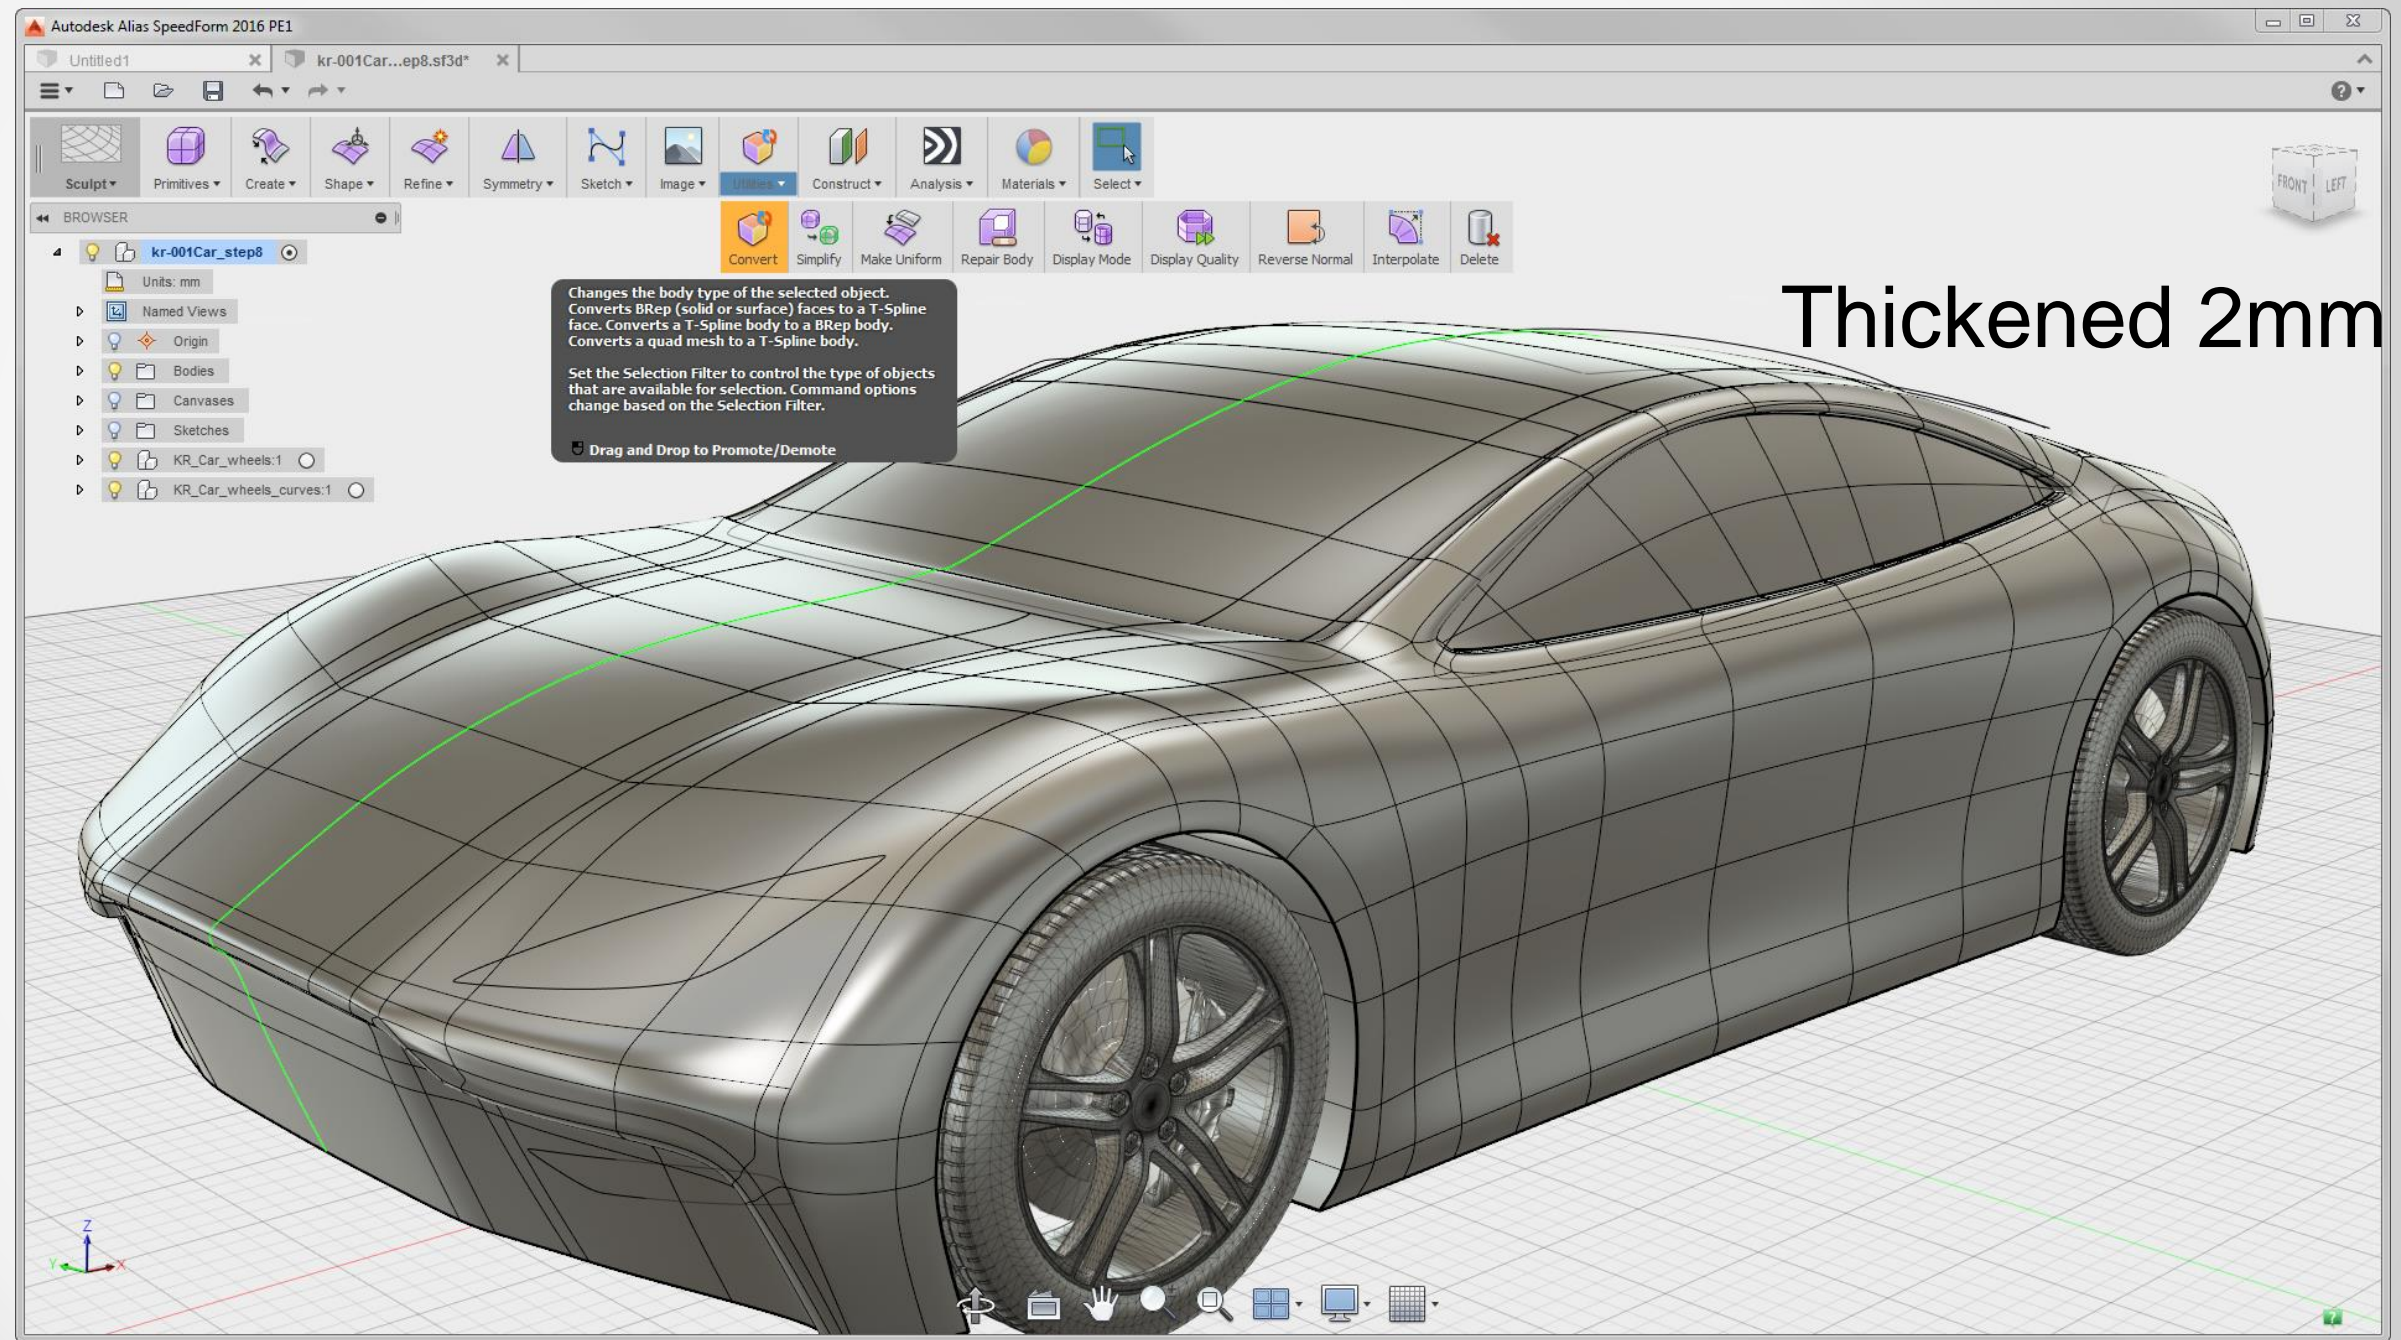 Autodesk Alias SpeedForm 2016 PE1
Untitled1
kr-001Car...ep8.sf3d*
Sculpt
Primitives
Create
Shape
Refine
Symmetry
Sketch
Image
Utilities
Construct
Analysis
Materials
Select
FRONT
LEFT
BROWSER
Convert
Simplify
Make Uniform
Repair Body
Display Mode
Display Quality
Reverse Normal
Interpolate
Delete
kr-001Car_step8
Units: mm
Named Views
Origin
Bodies
Canvases
Sketches
KR_Car_wheels:1
KR_Car_wheels_curves:1
Changes the body type of the selected object.
Converts BRep (solid or surface) faces to a T-Spline
face. Converts a T-Spline body to a BRep body.
Converts a quad mesh to a T-Spline body.
Set the Selection Filter to control the type of objects
that are available for selection. Command options
change based on the Selection Filter.
Drag and Drop to Promote/Demote
Thickened 2mm
Z
Y
X